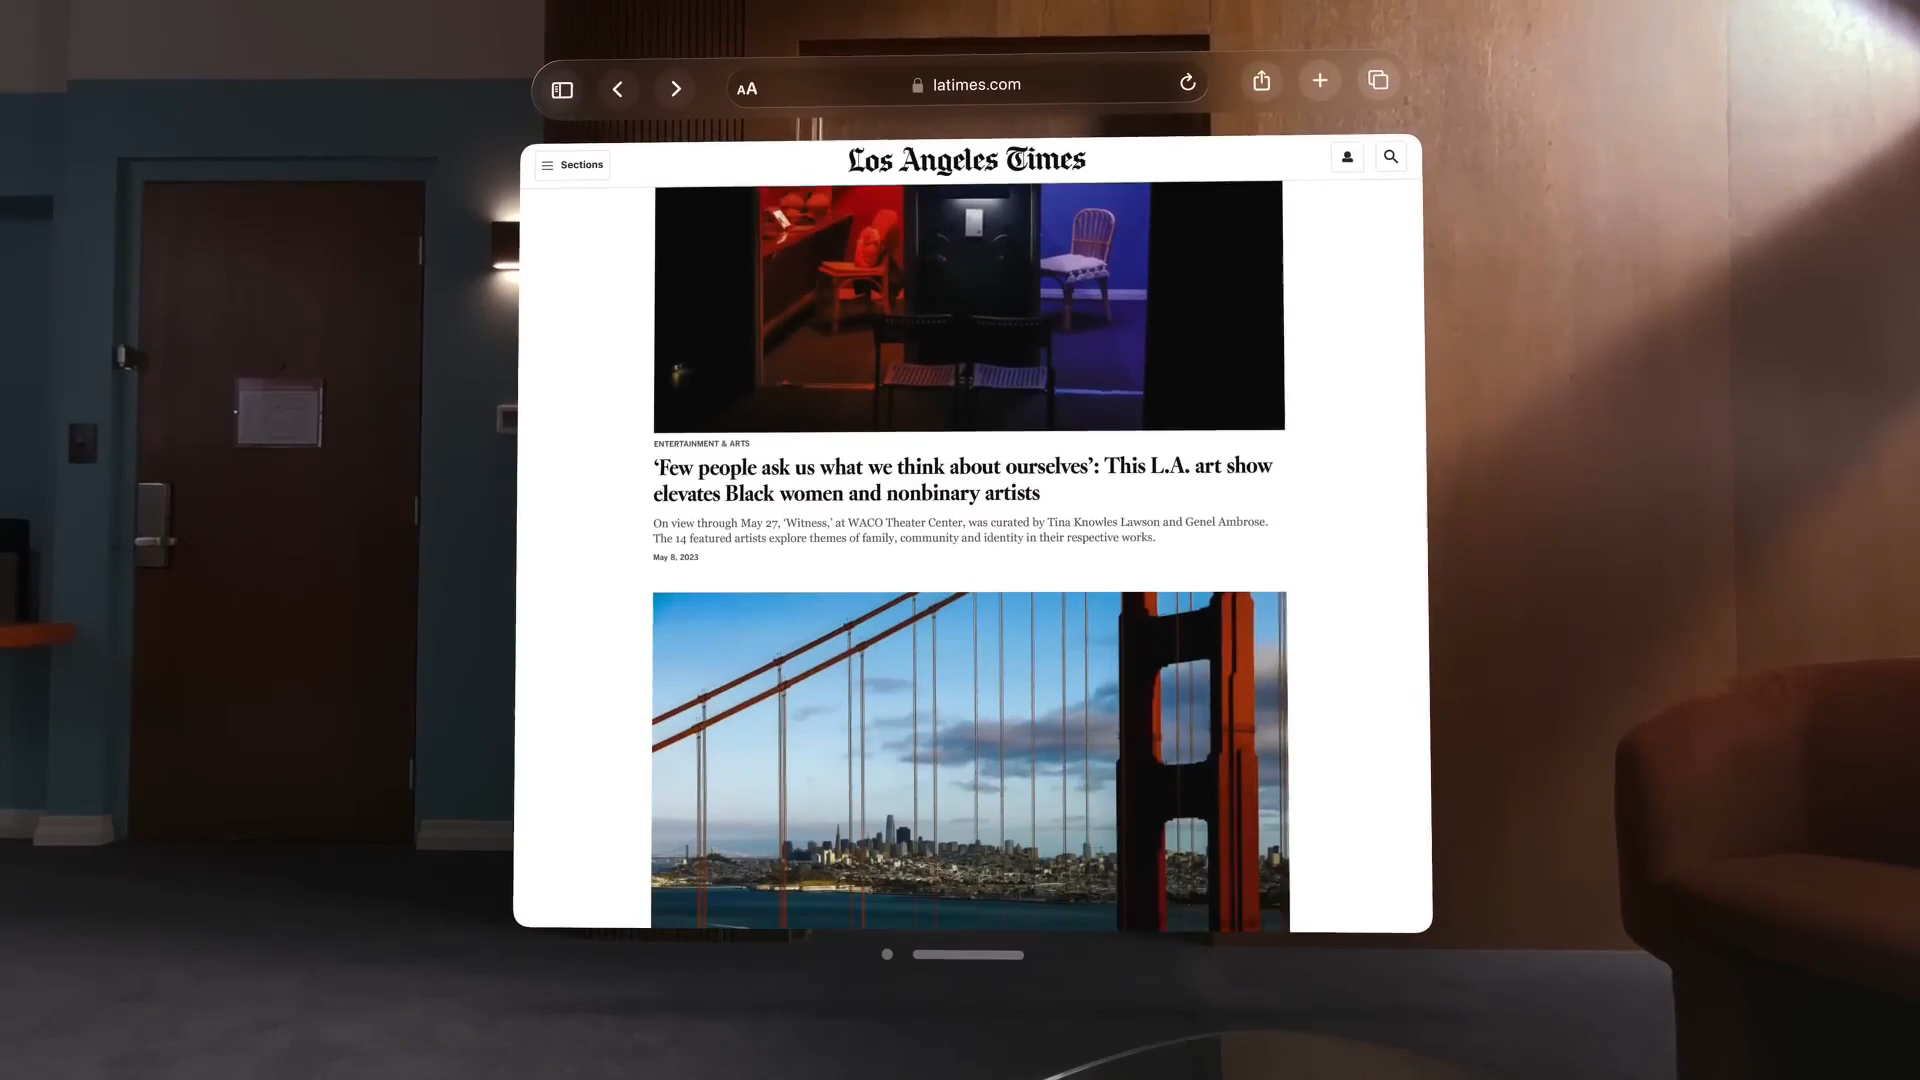 AA
latimes.com
Sections
Los Angeles Times
ENTERTAINMENT & ARTS
‘Few people ask us what we think about ourselves’: This L.A. art show
elevates Black women and nonbinary artists
On view through May 27, ‘Witness,’ at WACO Theater Center, was curated by Tina Knowles Lawson and Genel Ambrose.
The 14 featured artists explore themes of family, community and identity in their respective works.
May 8, 2023